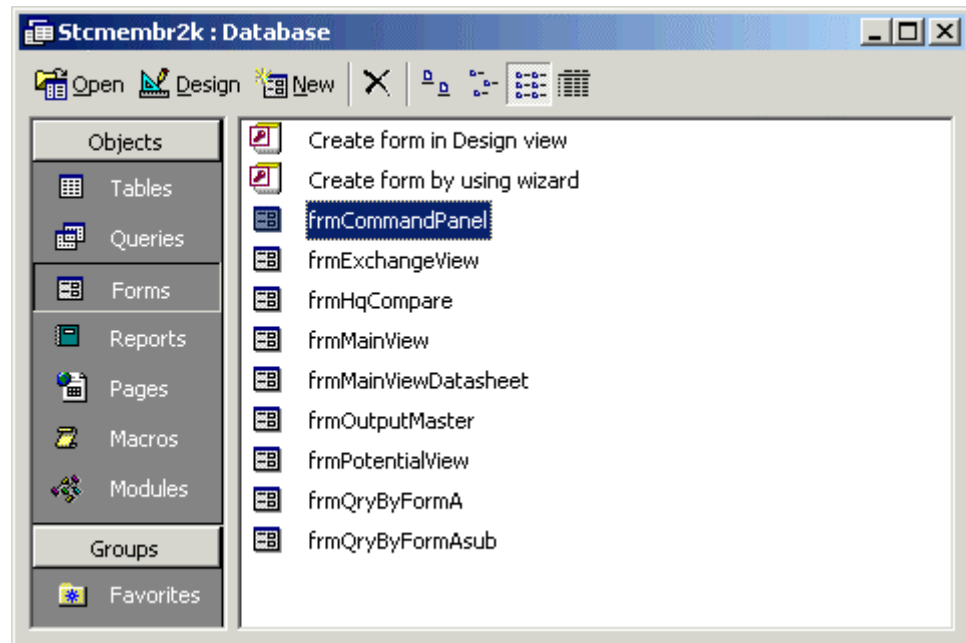 Stcmembr2k : Database
Open Design New
Objects
Tables
Queries
Forms
Reports
Pages
Macros
Modules
Groups
Favorites
Create form in Design view
Create form by using wizard
frmCommandPanel
frmExchangeView
frmHqCompare
frmMainView
frmMainViewDatasheet
frmOutputMaster
frmPotentialView
frmQryByFormA
frmQryByFormAsub